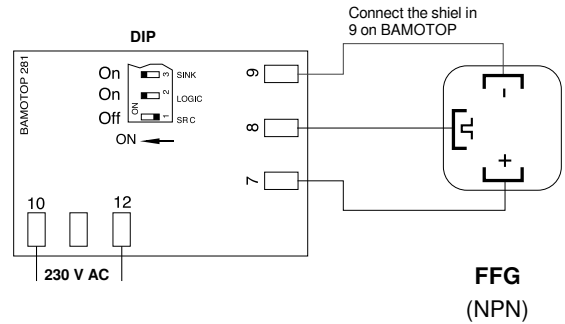 Connect the shiel in
9 on BAMOTOP
DIP
BAMOTOP 281
On 3 SINK
On 2 LOGIC
Off 1 SRC
ON
ON
9
8
7
-
+
10 12
230 V AC
FFG
(NPN)